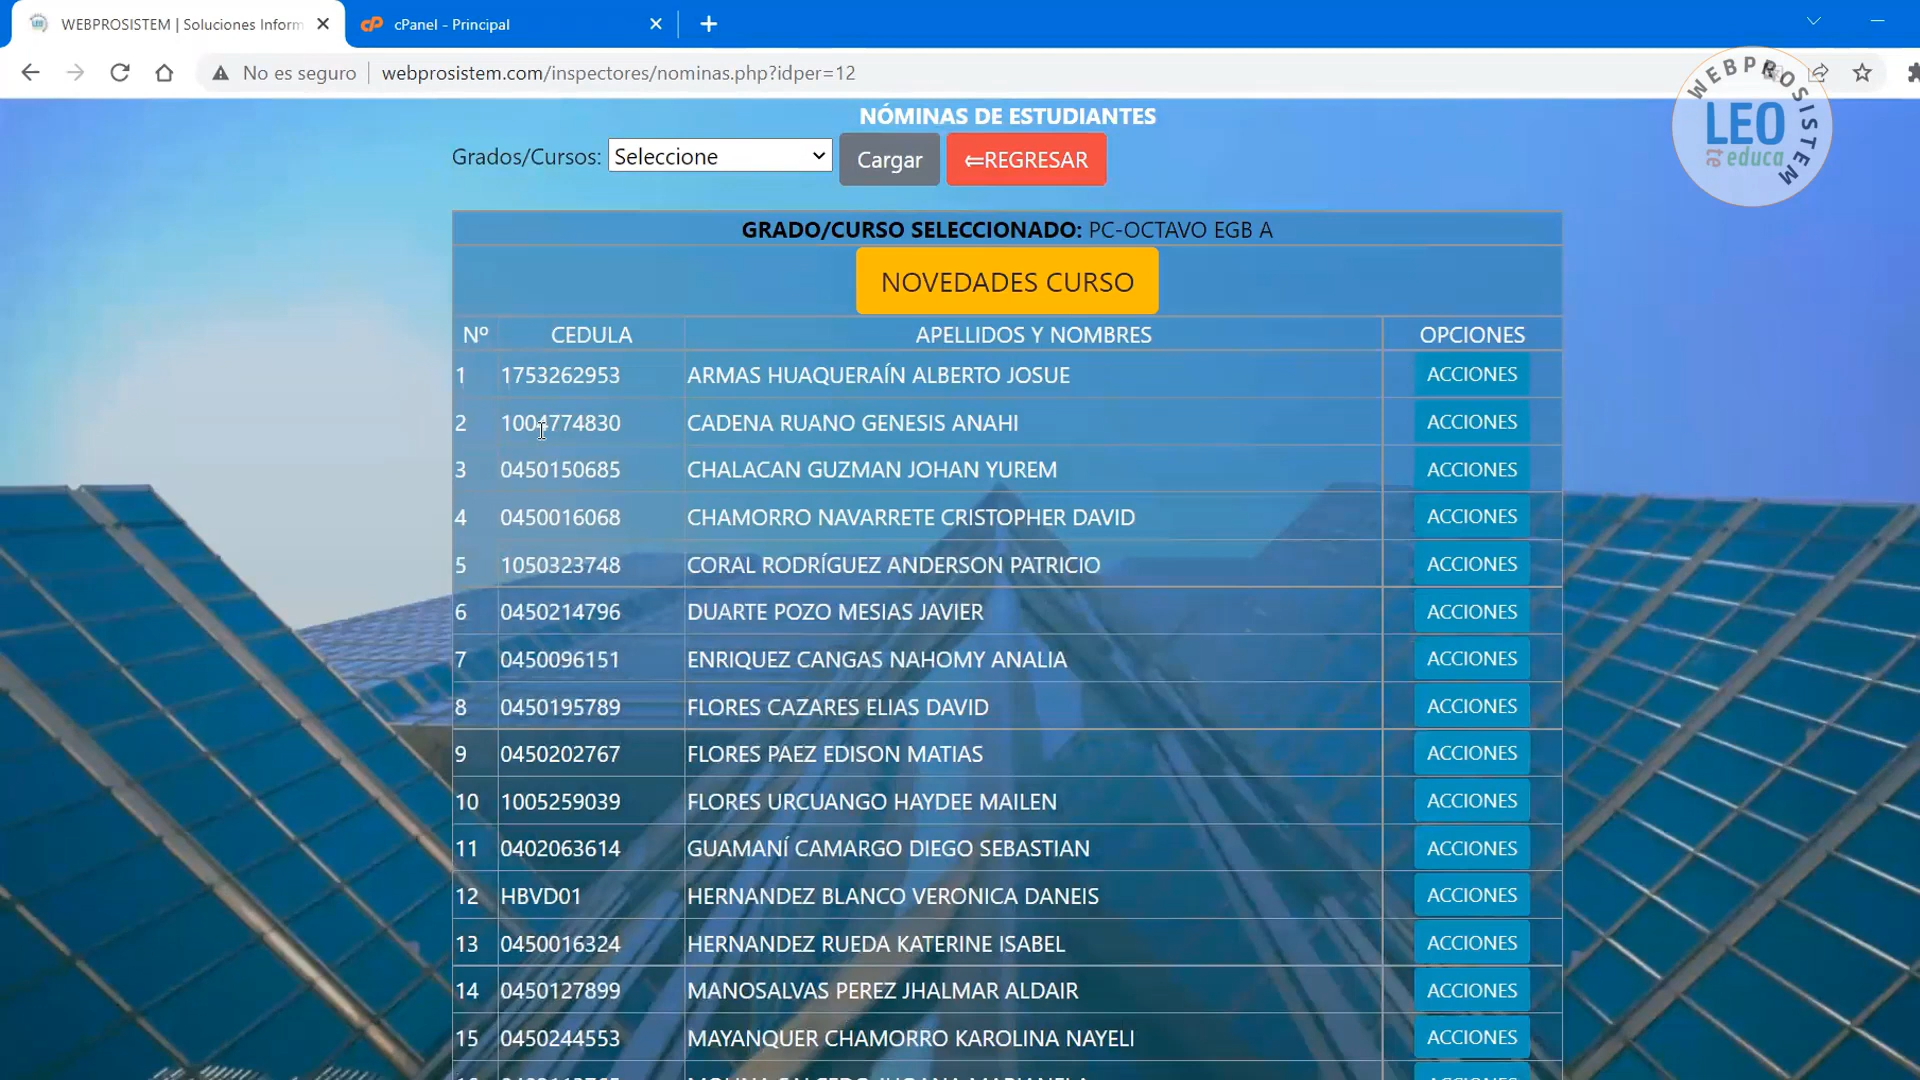 WEBPROSISTEM | Soluciones Inform
cPanel - Principal
No es seguro
webprosistem.com/inspectores/nominas.php?idper=12
WEBPROSISTEM
LEO
te educa
NÓMINAS DE ESTUDIANTES
Grados/Cursos: Seleccione Cargar ⇐REGRESAR
GRADO/CURSO SELECCIONADO: PC-OCTAVO EGB A
NOVEDADES CURSO
Nº CEDULA APELLIDOS Y NOMBRES OPCIONES
1 1753262953 ARMAS HUAQUERAÍN ALBERTO JOSUE ACCIONES
2 1004774830 CADENA RUANO GENESIS ANAHI ACCIONES
3 0450150685 CHALACAN GUZMAN JOHAN YUREM ACCIONES
4 0450016068 CHAMORRO NAVARRETE CRISTOPHER DAVID ACCIONES
5 1050323748 CORAL RODRÍGUEZ ANDERSON PATRICIO ACCIONES
6 0450214796 DUARTE POZO MESIAS JAVIER ACCIONES
7 0450096151 ENRIQUEZ CANGAS NAHOMY ANALIA ACCIONES
8 0450195789 FLORES CAZARES ELIAS DAVID ACCIONES
9 0450202767 FLORES PAEZ EDISON MATIAS ACCIONES
10 1005259039 FLORES URCUANGO HAYDEE MAILEN ACCIONES
11 0402063614 GUAMANÍ CAMARGO DIEGO SEBASTIAN ACCIONES
12 HBVD01 HERNANDEZ BLANCO VERONICA DANEIS ACCIONES
13 0450016324 HERNANDEZ RUEDA KATERINE ISABEL ACCIONES
14 0450127899 MANOSALVAS PEREZ JHALMAR ALDAIR ACCIONES
15 0450244553 MAYANQUER CHAMORRO KAROLINA NAYELI ACCIONES